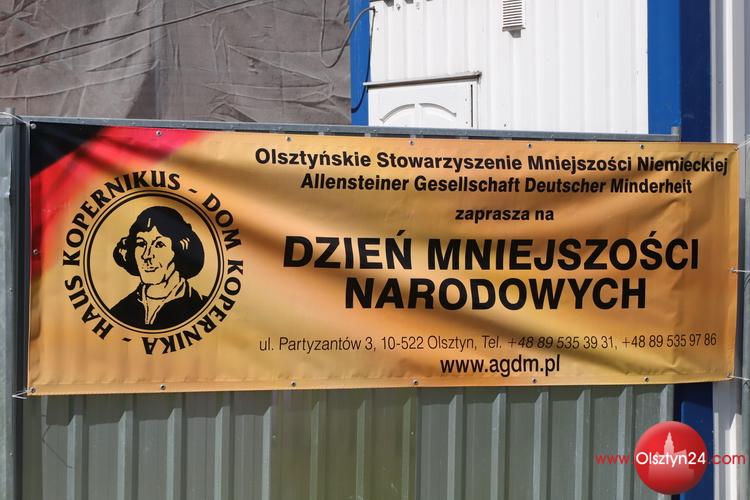 Olsztyńskie Stowarzyszenie Mniejszości Niemieckiej
Allensteiner Gesellschaft Deutscher Minderheit
zaprasza na
DZIEŃ MNIEJSZOŚCI
NARODOWYCH
ul. Partyzantów 3, 10-522 Olsztyn, Tel. +48 89 535 39 31, +48 89 535 97 86
www.agdm.pl
HAUS KOPERNIKUS - DOM KOPERNIKA -
www.Olsztyn24.com